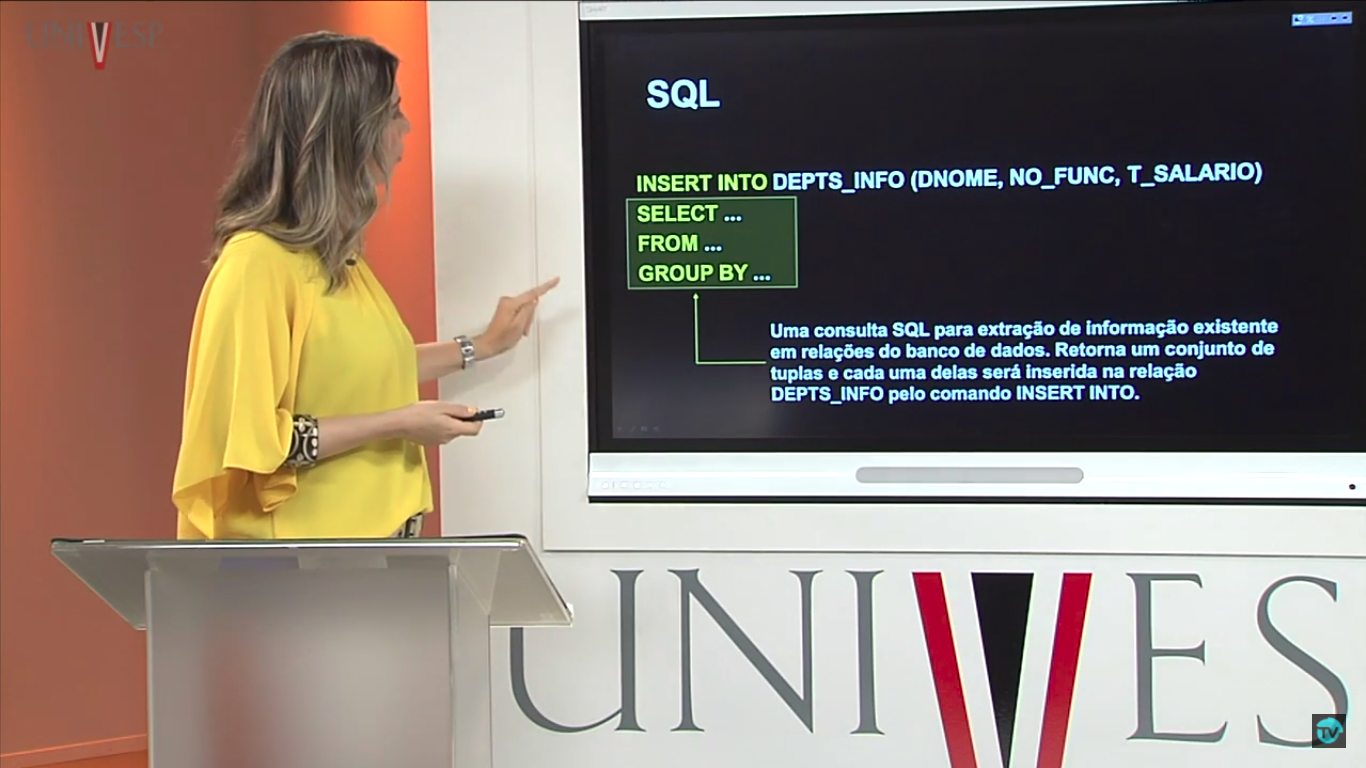 UNIVESP
SQL
INSERT INTO DEPTS_INFO (DNOME, NO_FUNC, T_SALARIO)
SELECT ...
FROM ...
GROUP BY ...
Uma consulta SQL para extração de informação existente
em relações do banco de dados. Retorna um conjunto de
tuplas e cada uma delas será inserida na relação
DEPTS_INFO pelo comando INSERT INTO.
UNIVES
TV